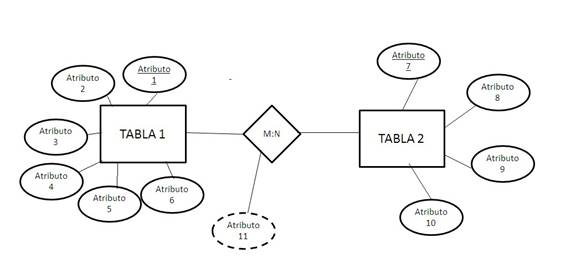 Atributo
1
Atributo
2
Atributo
3
Atributo
4
Atributo
5
Atributo
6
TABLA 1
M:N
Atributo
11
TABLA 2
Atributo
7
Atributo
8
Atributo
9
Atributo
10